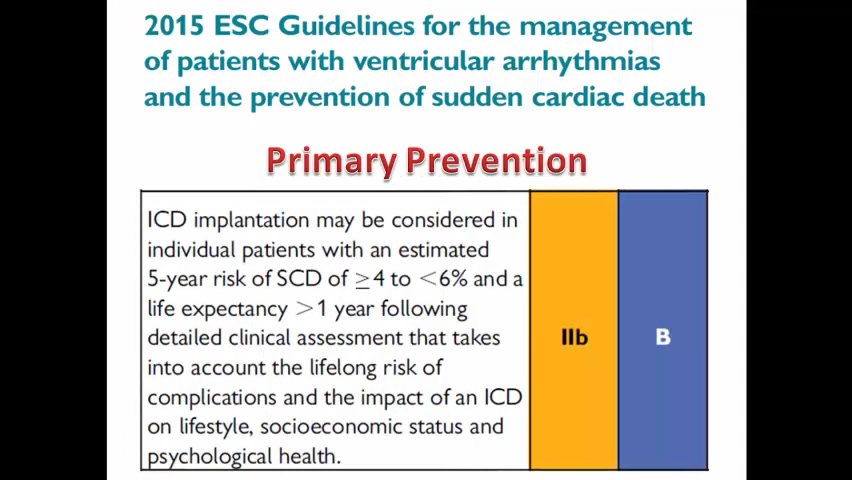 2015 ESC Guidelines for the management
of patients with ventricular arrhythmias
and the prevention of sudden cardiac death
Primary Prevention
ICD implantation may be considered in
individual patients with an estimated
5-year risk of SCD of ≥4 to <6% and a
life expectancy >1 year following
detailed clinical assessment that takes
into account the lifelong risk of
complications and the impact of an ICD
on lifestyle, socioeconomic status and
psychological health.
IIb
B